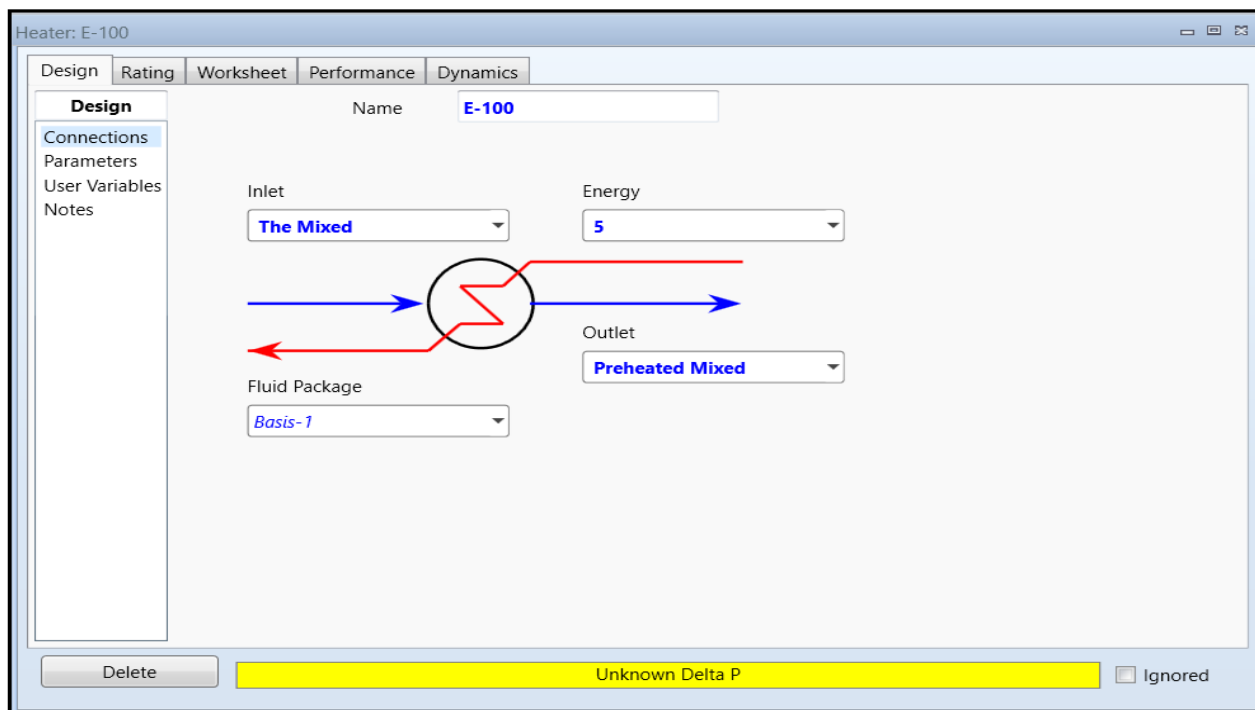 Heater: E-100
Design Rating Worksheet Performance Dynamics
Design
Connections
Parameters
User Variables
Notes
Name E-100
Inlet Energy
The Mixed 5
Outlet
Preheated Mixed
Fluid Package
Basis-1
Delete Unknown Delta P Ignored